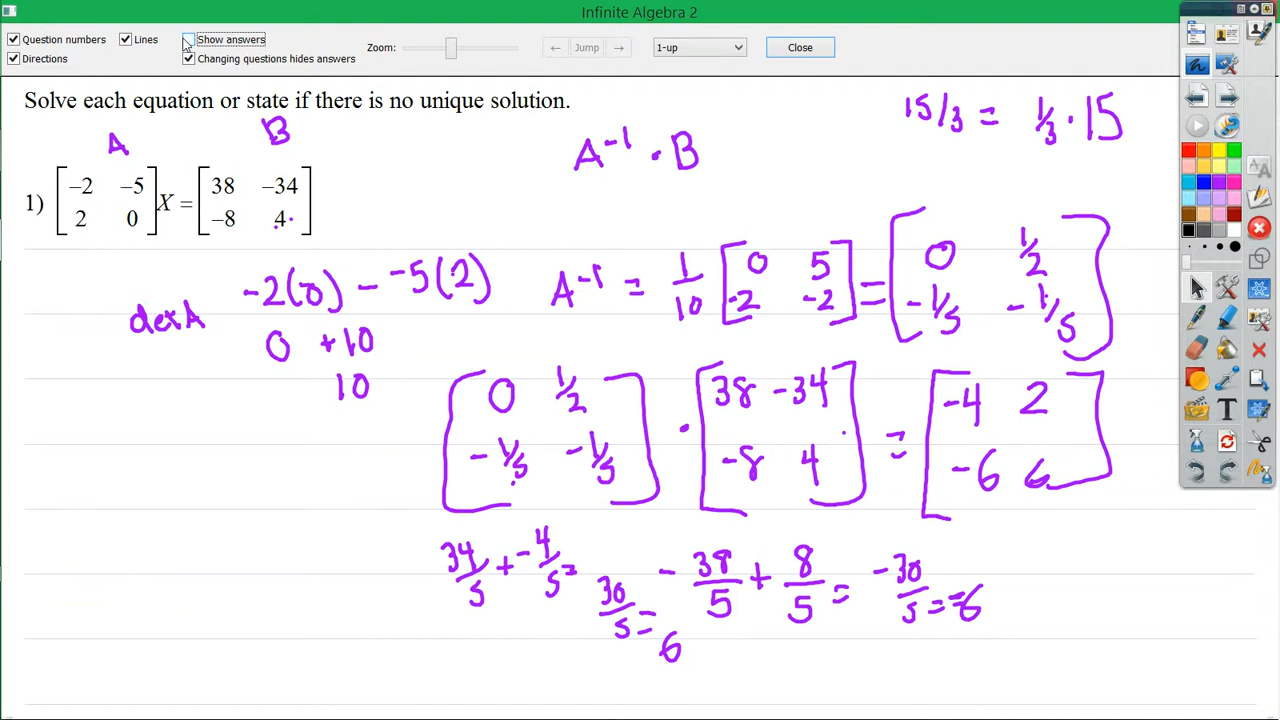 Infinite Algebra 2
Question numbers Lines Show answers
Directions Changing questions hides answers
Zoom: ← Jump → 1-up Close
Solve each equation or state if there is no unique solution.
15/3 = 1/3 · 15
A B
A⁻¹ · B
1) [−2 −5; 2 0] X = [38 −34; −8 4]
det A -2(0) − -5(2)
0 +10
10
A⁻¹ = 1/10 [0 5; -2 -2] = [0 1/2; -1/5 -1/5]
[0 1/2; -1/5 -1/5] · [38 -34; -8 4] = [-4 2; -6 6]
34/5 + -4/5 = 30/5 = 6
- 38/5 + 8/5 = -30/5 = -6